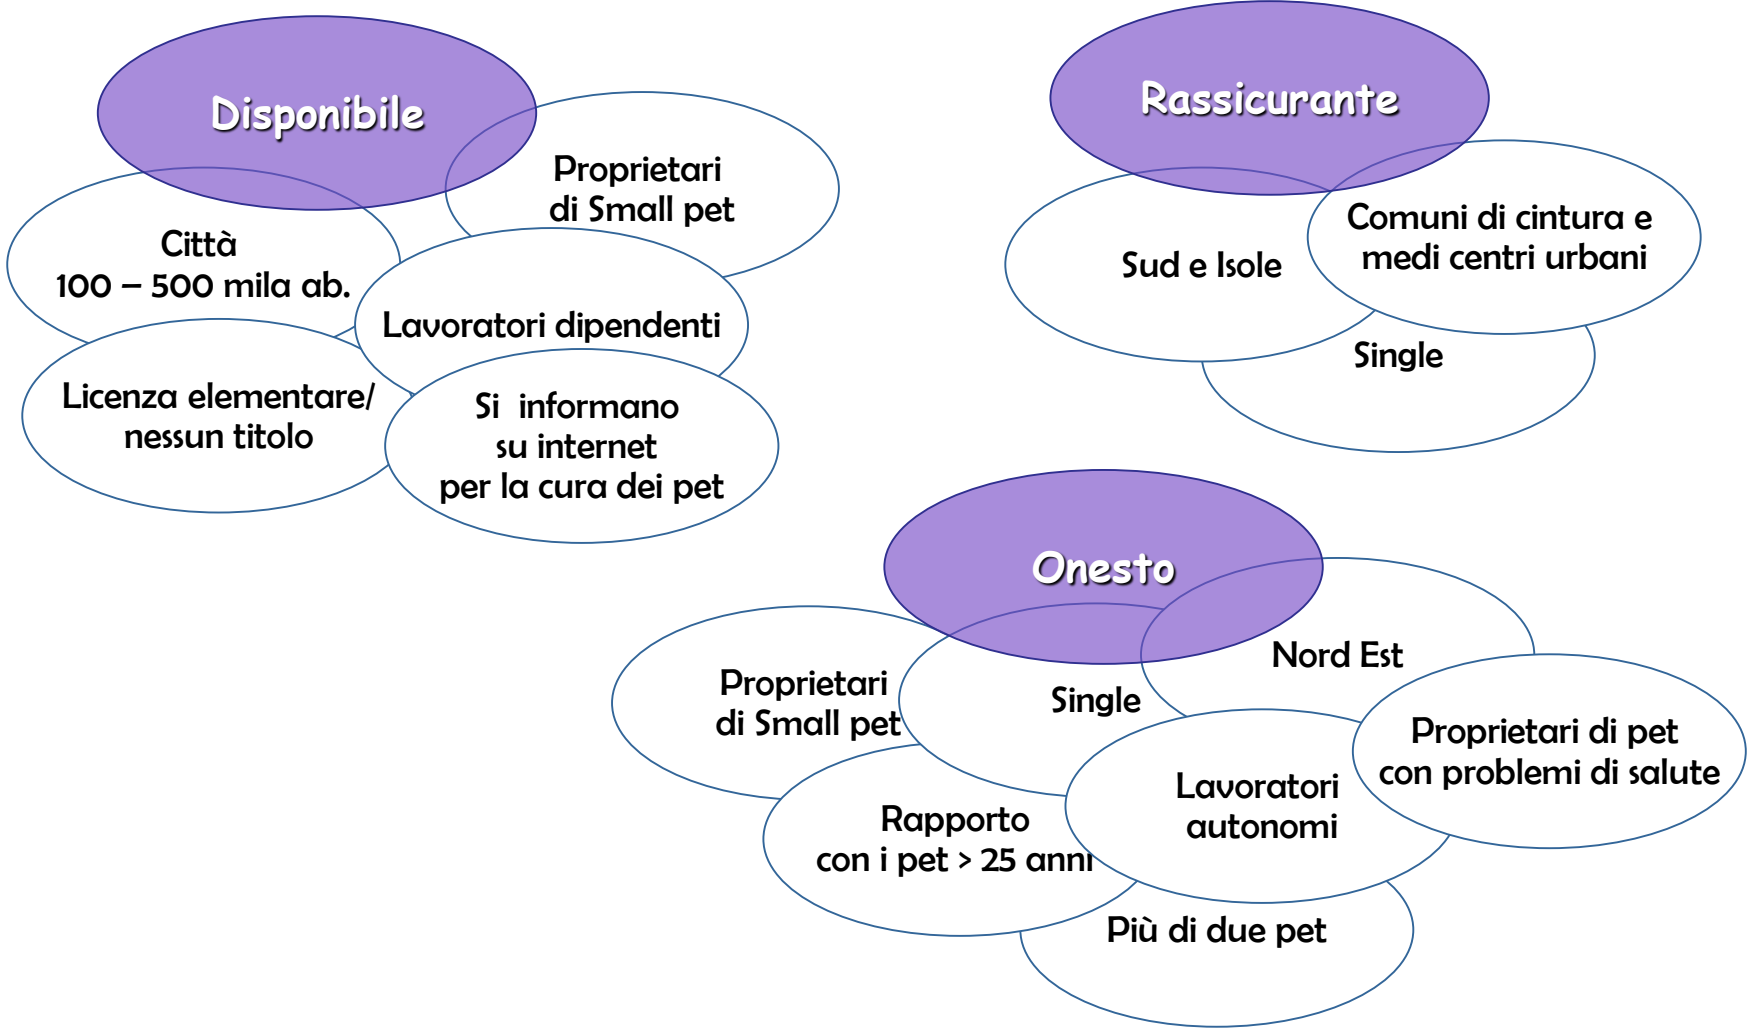 Disponibile
Proprietari
di Small pet
Città
100 – 500 mila ab.
Lavoratori dipendenti
Licenza elementare/
nessun titolo
Si  informano
su internet
per la cura dei pet
Rassicurante
Comuni di cintura e
medi centri urbani
Sud e Isole
Single
Onesto
Nord Est
Proprietari
di Small pet
Single
Proprietari di pet
con problemi di salute
Lavoratori
autonomi
Rapporto
con i pet > 25 anni
Più di due pet